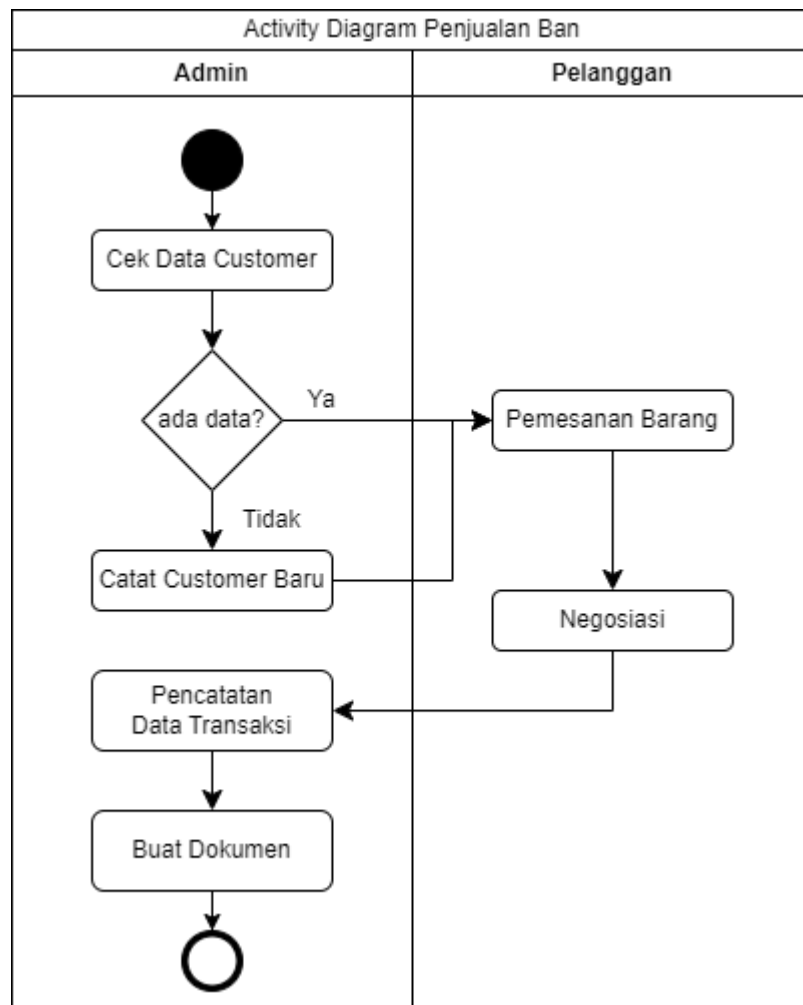 Activity Diagram Penjualan Ban
Admin
Pelanggan
Cek Data Customer
ada data?
Ya
Pemesanan Barang
Tidak
Catat Customer Baru
Negosiasi
Pencatatan
Data Transaksi
Buat Dokumen